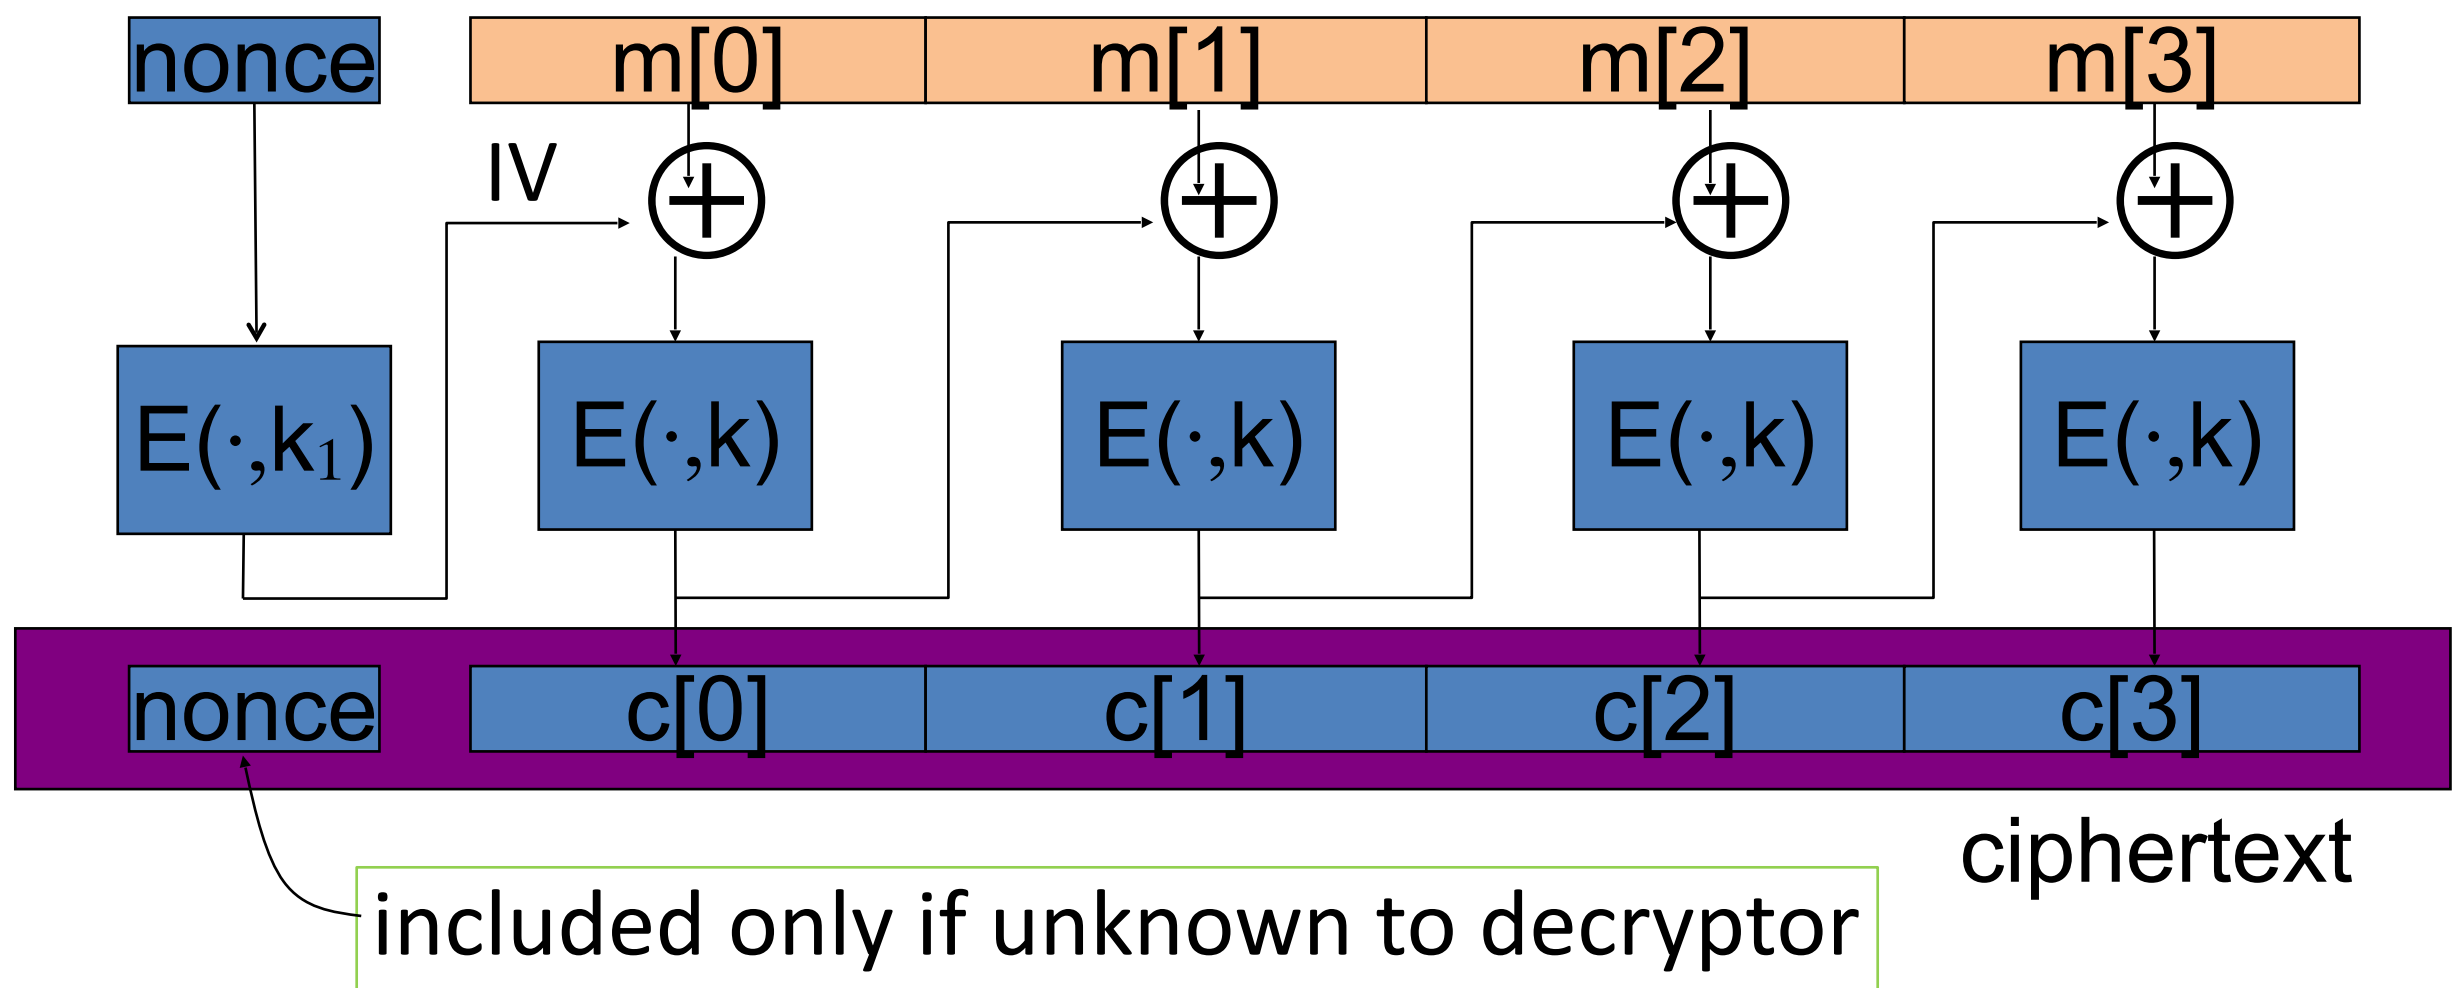 nonce m[0] m[1] m[2] m[3]
IV
E(·,k₁) E(·,k) E(·,k) E(·,k) E(·,k)
nonce c[0] c[1] c[2] c[3]
ciphertext
included only if unknown to decryptor